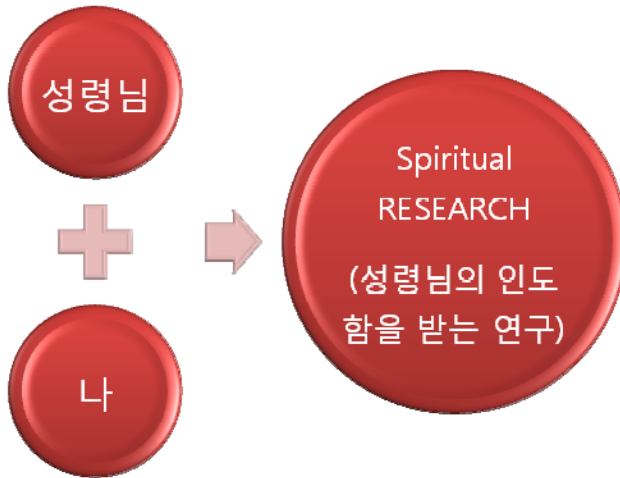 성령님
나
Spiritual
RESEARCH
(성령님의 인도
함을 받는 연구)